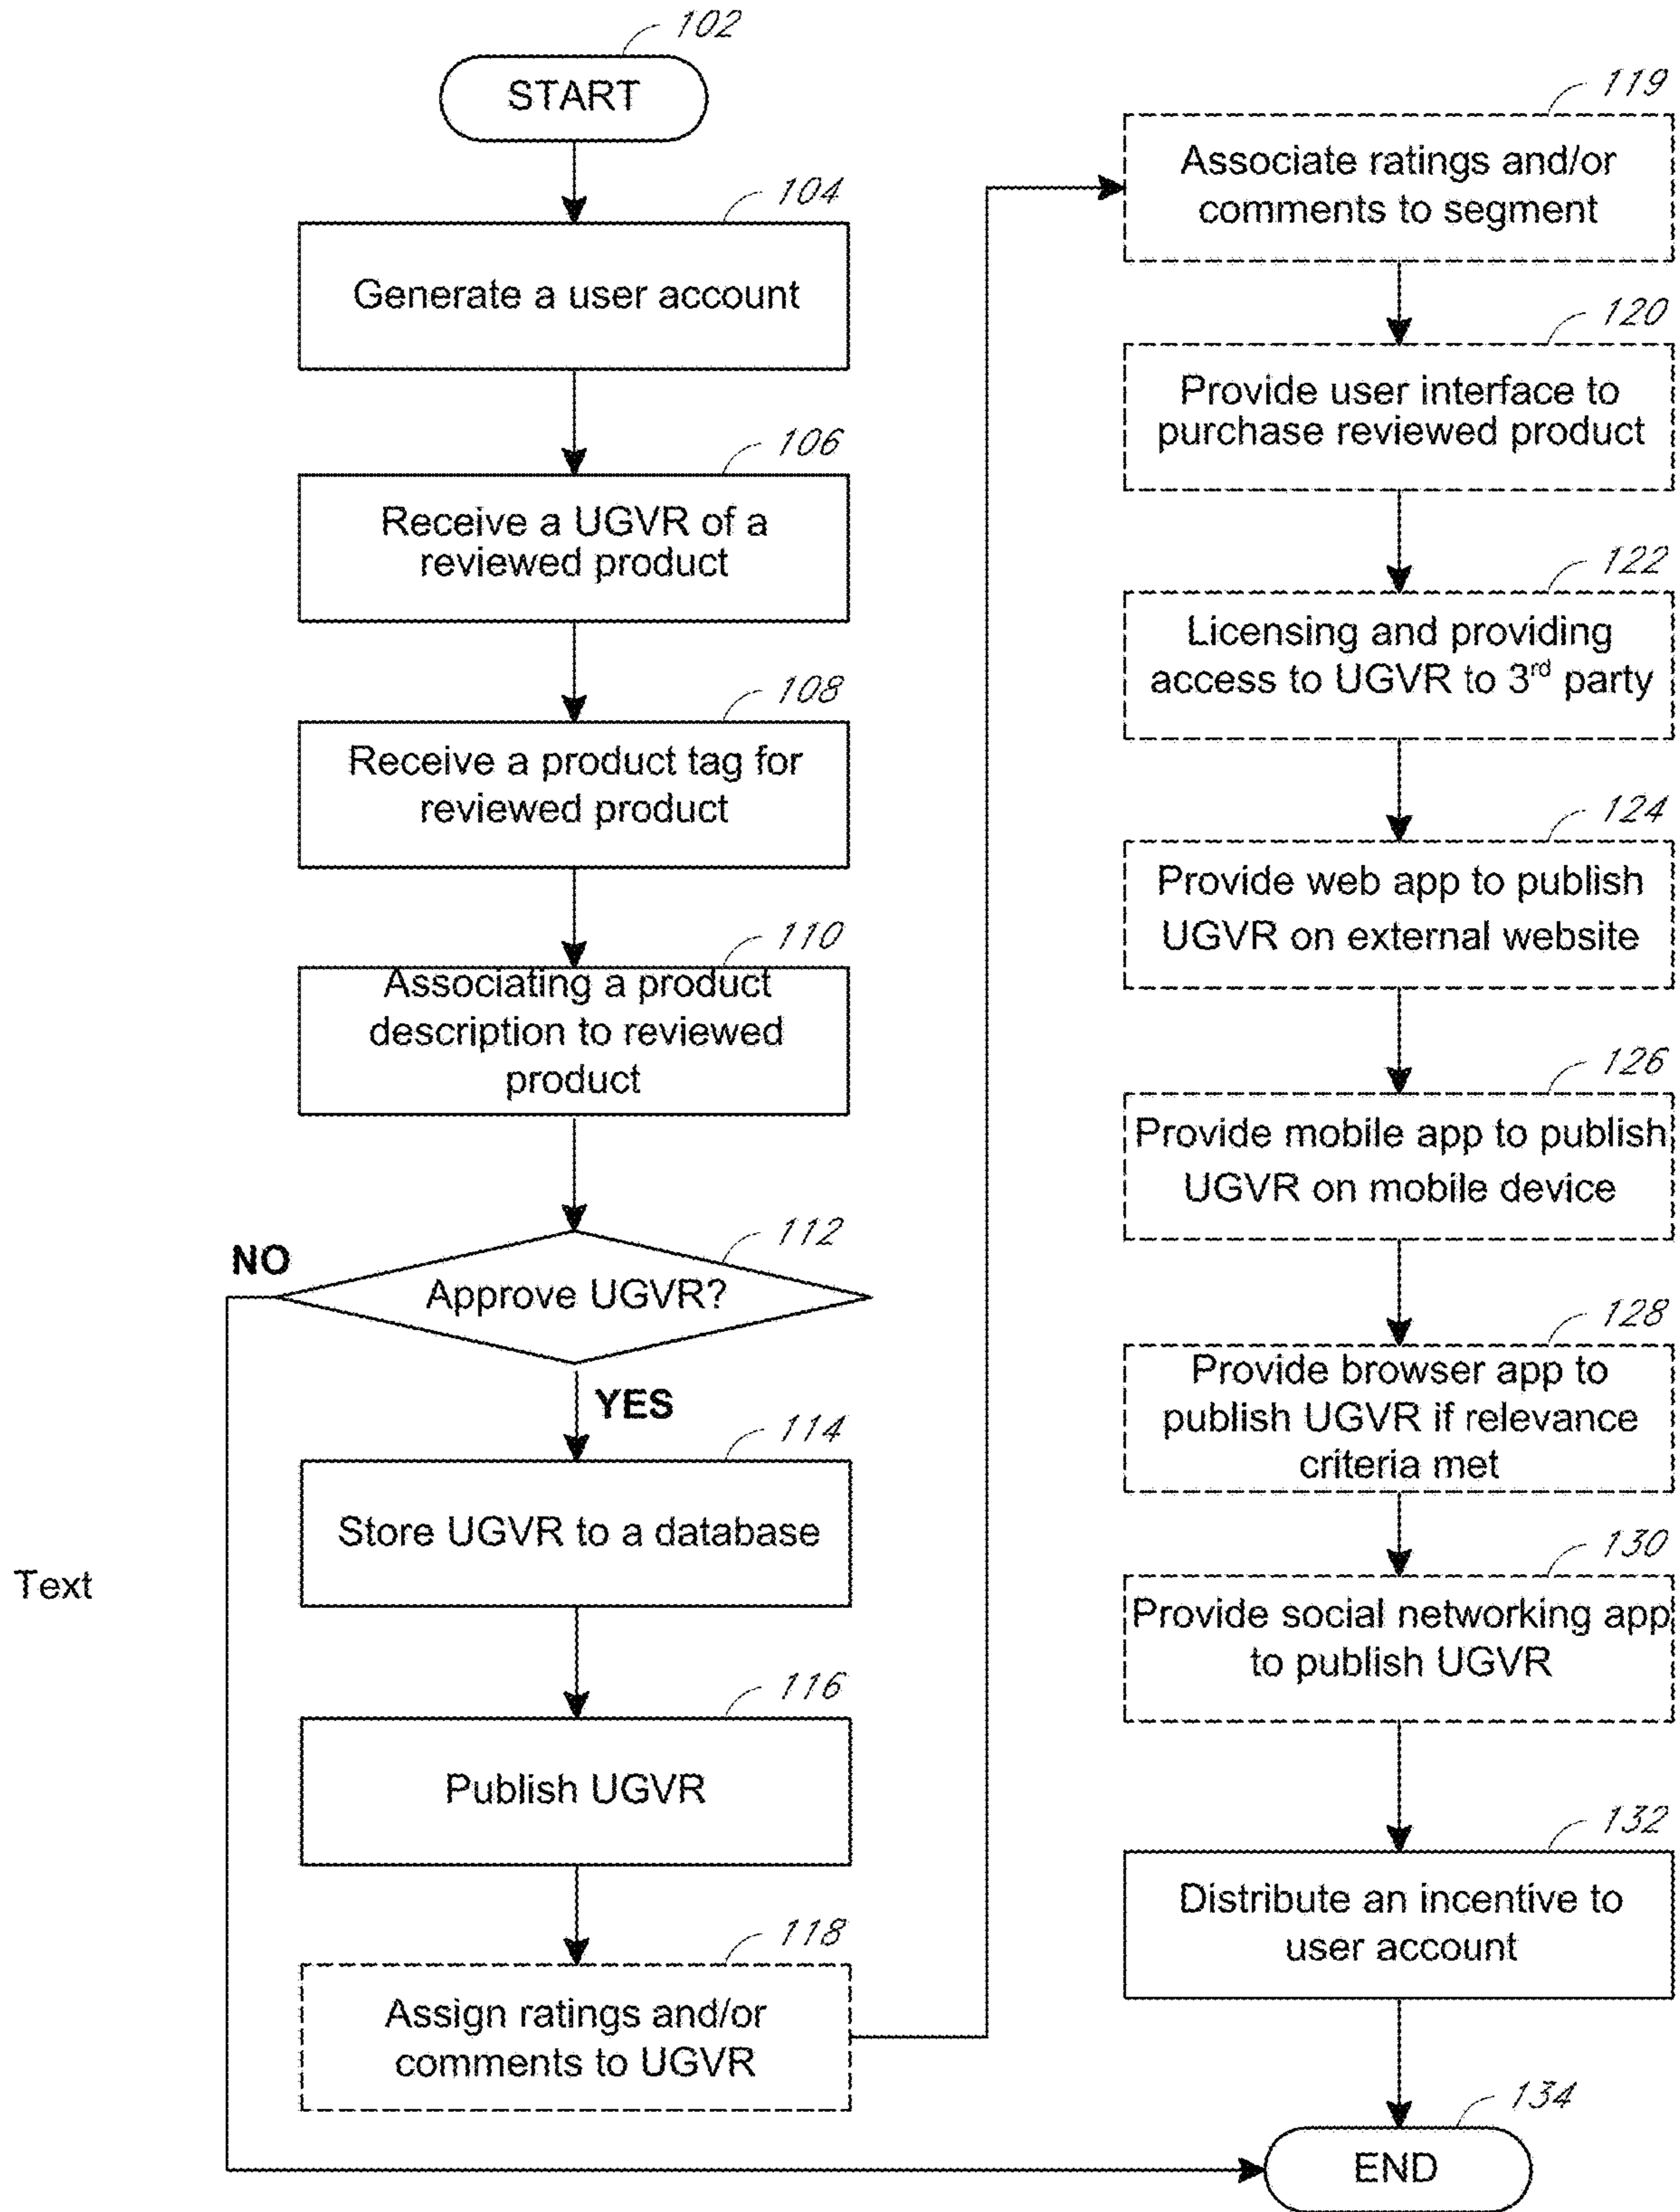 102
START
104
Generate a user account
106
Receive a UGVR of a
reviewed product
108
Receive a product tag for
reviewed product
110
Associating a product
description to reviewed
product
112
NO
Approve UGVR?
YES
114
Store UGVR to a database
Text
116
Publish UGVR
118
Assign ratings and/or
comments to UGVR
119
Associate ratings and/or
comments to segment
120
Provide user interface to
purchase reviewed product
122
Licensing and providing
access to UGVR to 3rd party
124
Provide web app to publish
UGVR on external website
126
Provide mobile app to publish
UGVR on mobile device
128
Provide browser app to
publish UGVR if relevance
criteria met
130
Provide social networking app
to publish UGVR
132
Distribute an incentive to
user account
134
END